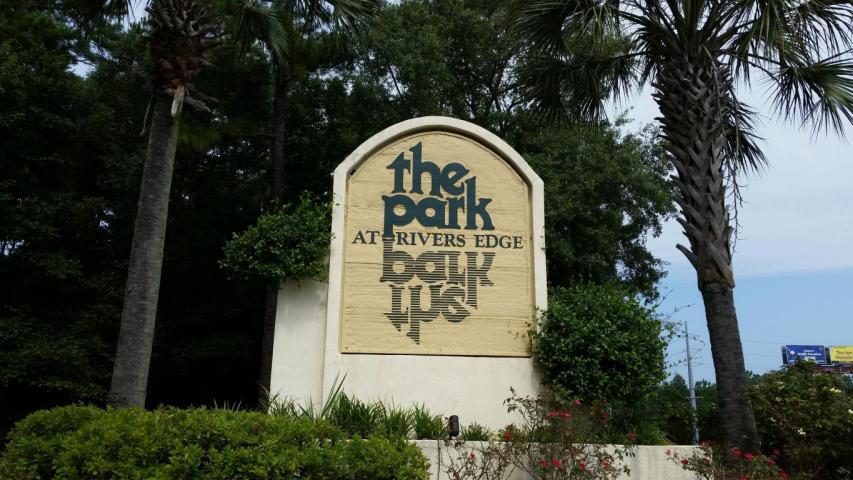 the
park
AT RIVERS EDGE